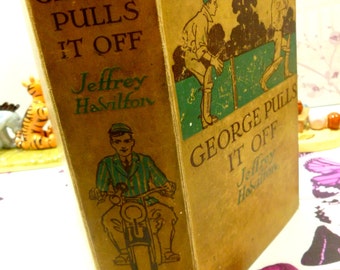 GEORGE
PULLS
IT OFF
Jeffrey
Havilton
GEORGE PULLS
IT OFF
Jeffrey
Havilton